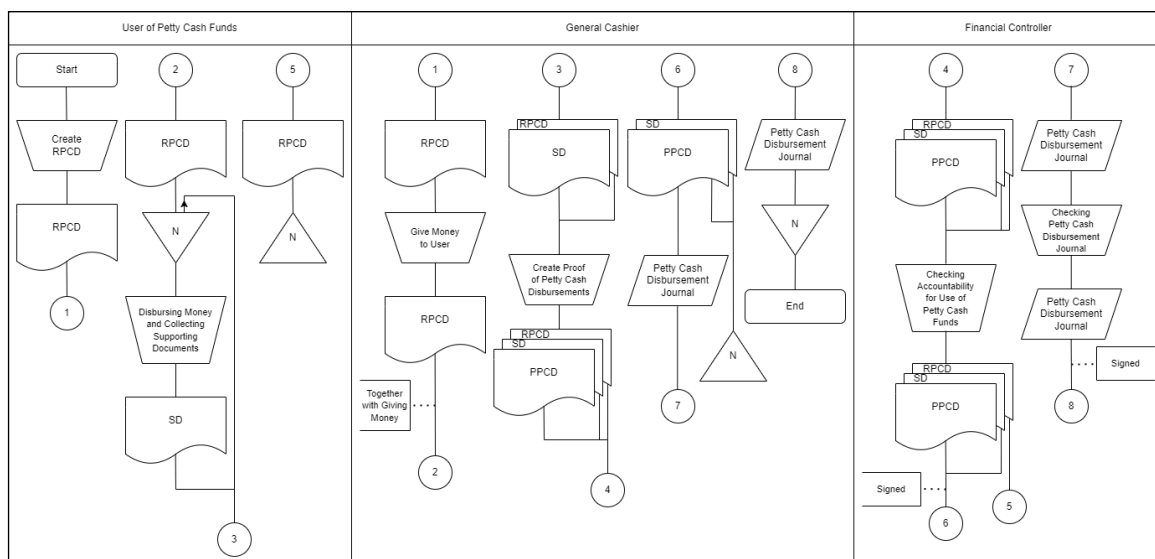 User of Petty Cash Funds
General Cashier
Financial Controller
Start
2
5
1
3
6
8
4
7
Create
RPCD
RPCD
RPCD
RPCD
RPCD
SD
SD
PPCD
Petty Cash
Disbursement
Journal
RPCD
SD
PPCD
Petty Cash
Disbursement
Journal
RPCD
N
N
Give Money
to User
Create Proof
of Petty Cash
Disbursements
Petty Cash
Disbursement
Journal
N
Checking
Accountability
for Use of
Petty Cash
Funds
Checking
Petty Cash
Disbursement
Journal
1
Disbursing Money
and Collecting
Supporting
Documents
RPCD
RPCD
SD
PPCD
N
End
Petty Cash
Disbursement
Journal
SD
Together
with Giving
Money
RPCD
SD
PPCD
Signed
3
2
4
7
Signed
6
5
8